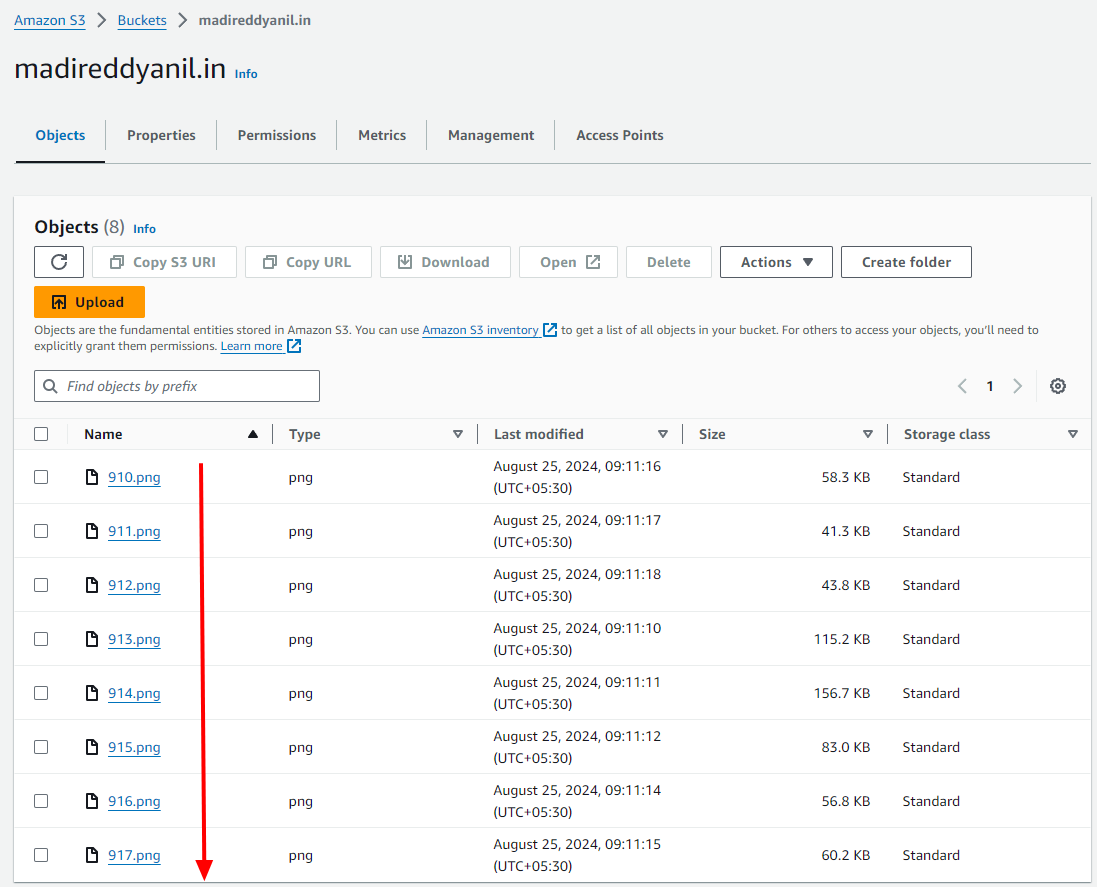 Amazon S3 > Buckets > madireddyanil.in
madireddyanil.in Info
Objects Properties Permissions Metrics Management Access Points
Objects (8) Info
Copy S3 URI Copy URL Download Open Delete Actions Create folder
Upload
Objects are the fundamental entities stored in Amazon S3. You can use Amazon S3 inventory to get a list of all objects in your bucket. For others to access your objects, you'll need to
explicitly grant them permissions. Learn more
Find objects by prefix
< 1 >
Name Type Last modified Size Storage class
910.png png August 25, 2024, 09:11:16 (UTC+05:30) 58.3 KB Standard
911.png png August 25, 2024, 09:11:17 (UTC+05:30) 41.3 KB Standard
912.png png August 25, 2024, 09:11:18 (UTC+05:30) 43.8 KB Standard
913.png png August 25, 2024, 09:11:10 (UTC+05:30) 115.2 KB Standard
914.png png August 25, 2024, 09:11:11 (UTC+05:30) 156.7 KB Standard
915.png png August 25, 2024, 09:11:12 (UTC+05:30) 83.0 KB Standard
916.png png August 25, 2024, 09:11:14 (UTC+05:30) 56.8 KB Standard
917.png png August 25, 2024, 09:11:15 (UTC+05:30) 60.2 KB Standard